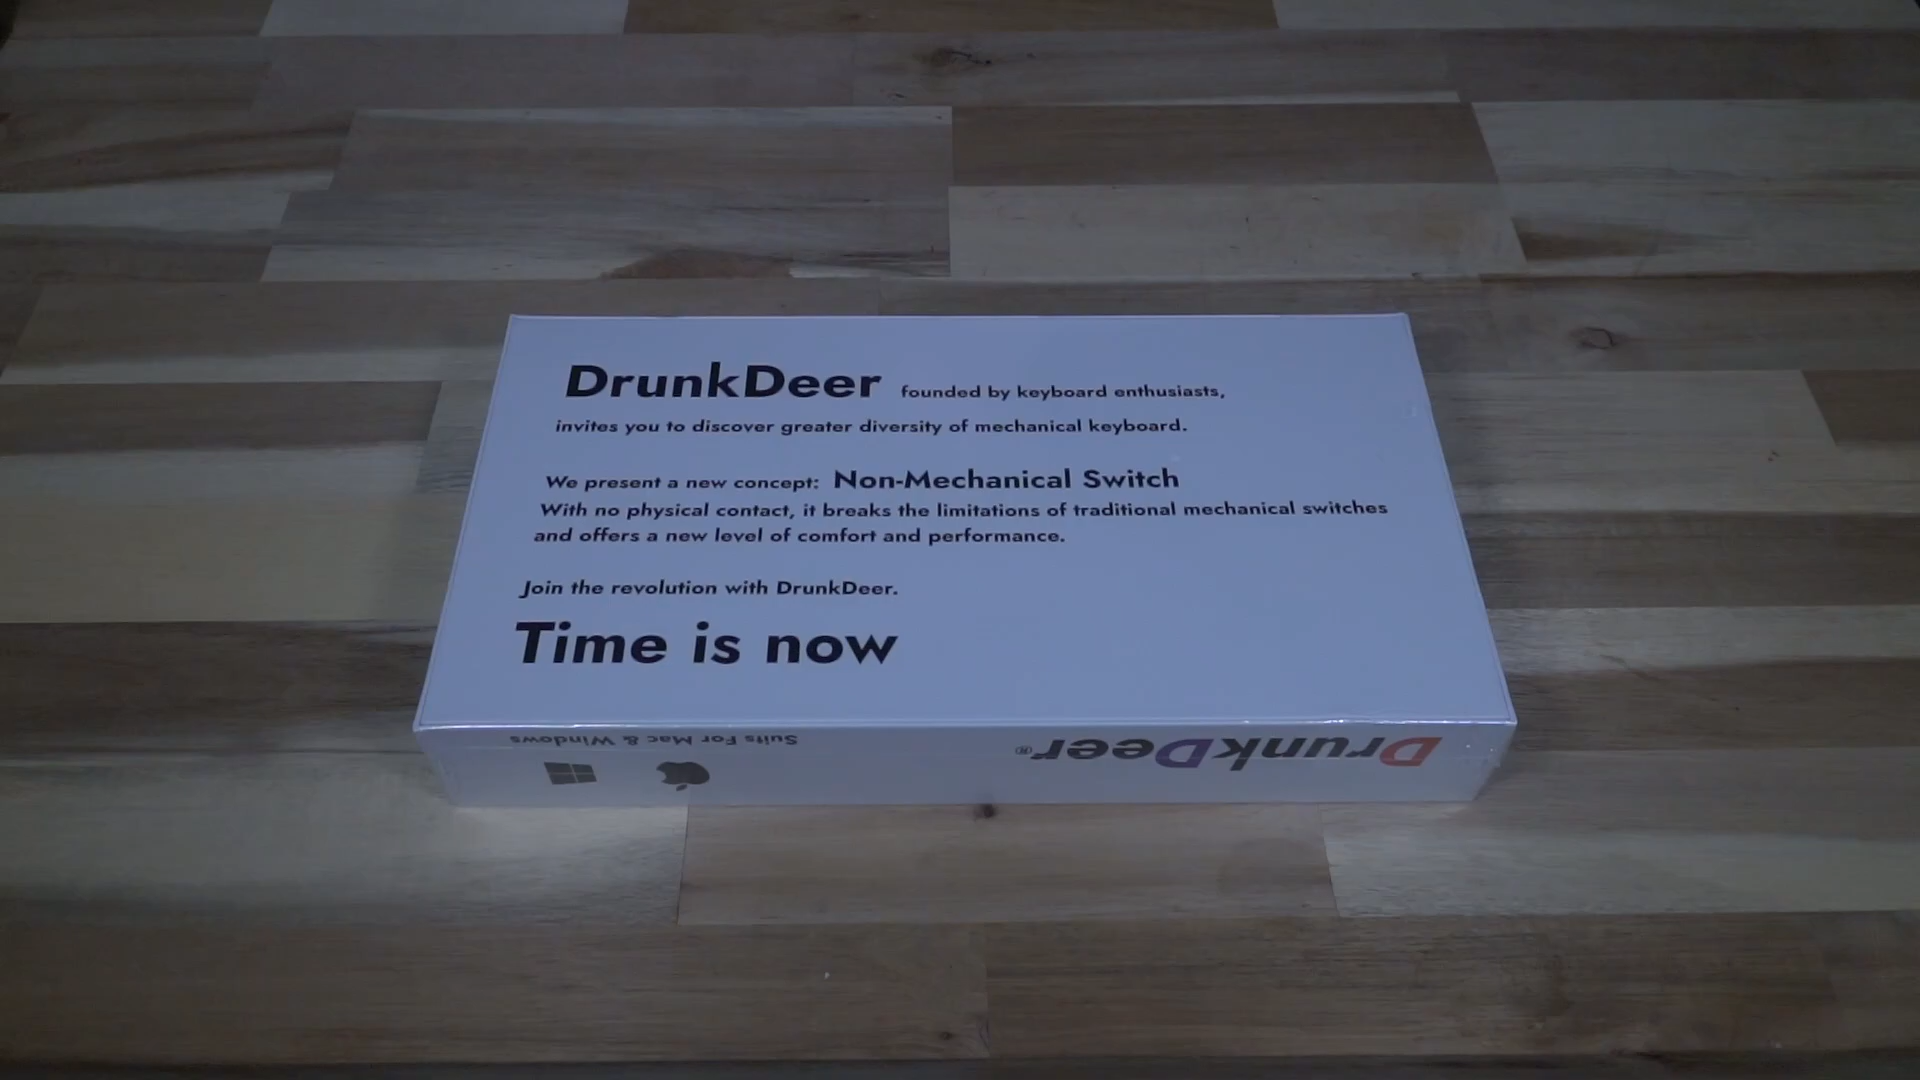 DrunkDeer founded by keyboard enthusiasts,
invites you to discover greater diversity of mechanical keyboard.
We present a new concept: Non-Mechanical Switch
With no physical contact, it breaks the limitations of traditional mechanical switches
and offers a new level of comfort and performance.
Join the revolution with DrunkDeer.
Time is now
Suits For Mac & Windows
DrunkDeer®